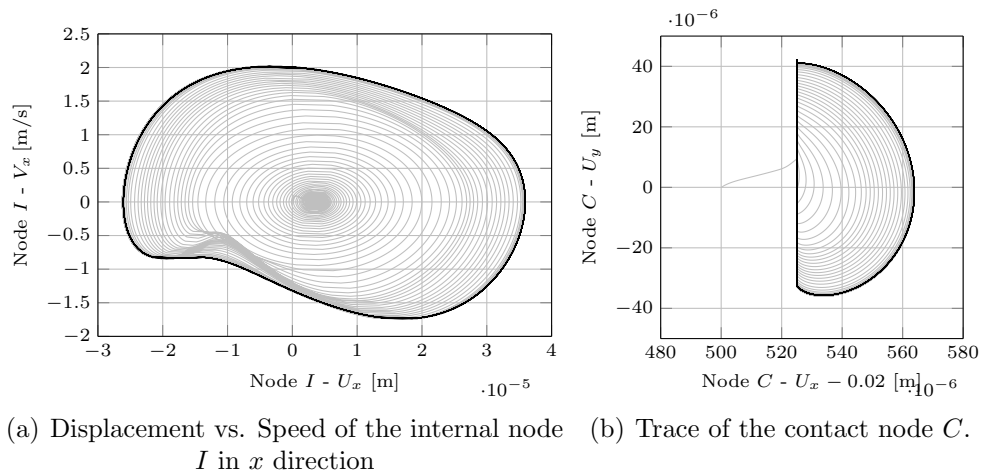 ·10⁻⁶
2.5
2
1.5
1
0.5
0
−0.5
−1
−1.5
−2
−3 −2 −1 0 1 2 3 4
Node I - Vₓ [m/s]
Node I - Uₓ [m]
·10⁻⁵
40
20
0
−20
−40
480 500 520 540 560 580
Node C - U_y [m]
Node C - Uₓ − 0.02 [m]
·10⁻⁶
(a) Displacement vs. Speed of the internal node
I in x direction
(b) Trace of the contact node C.